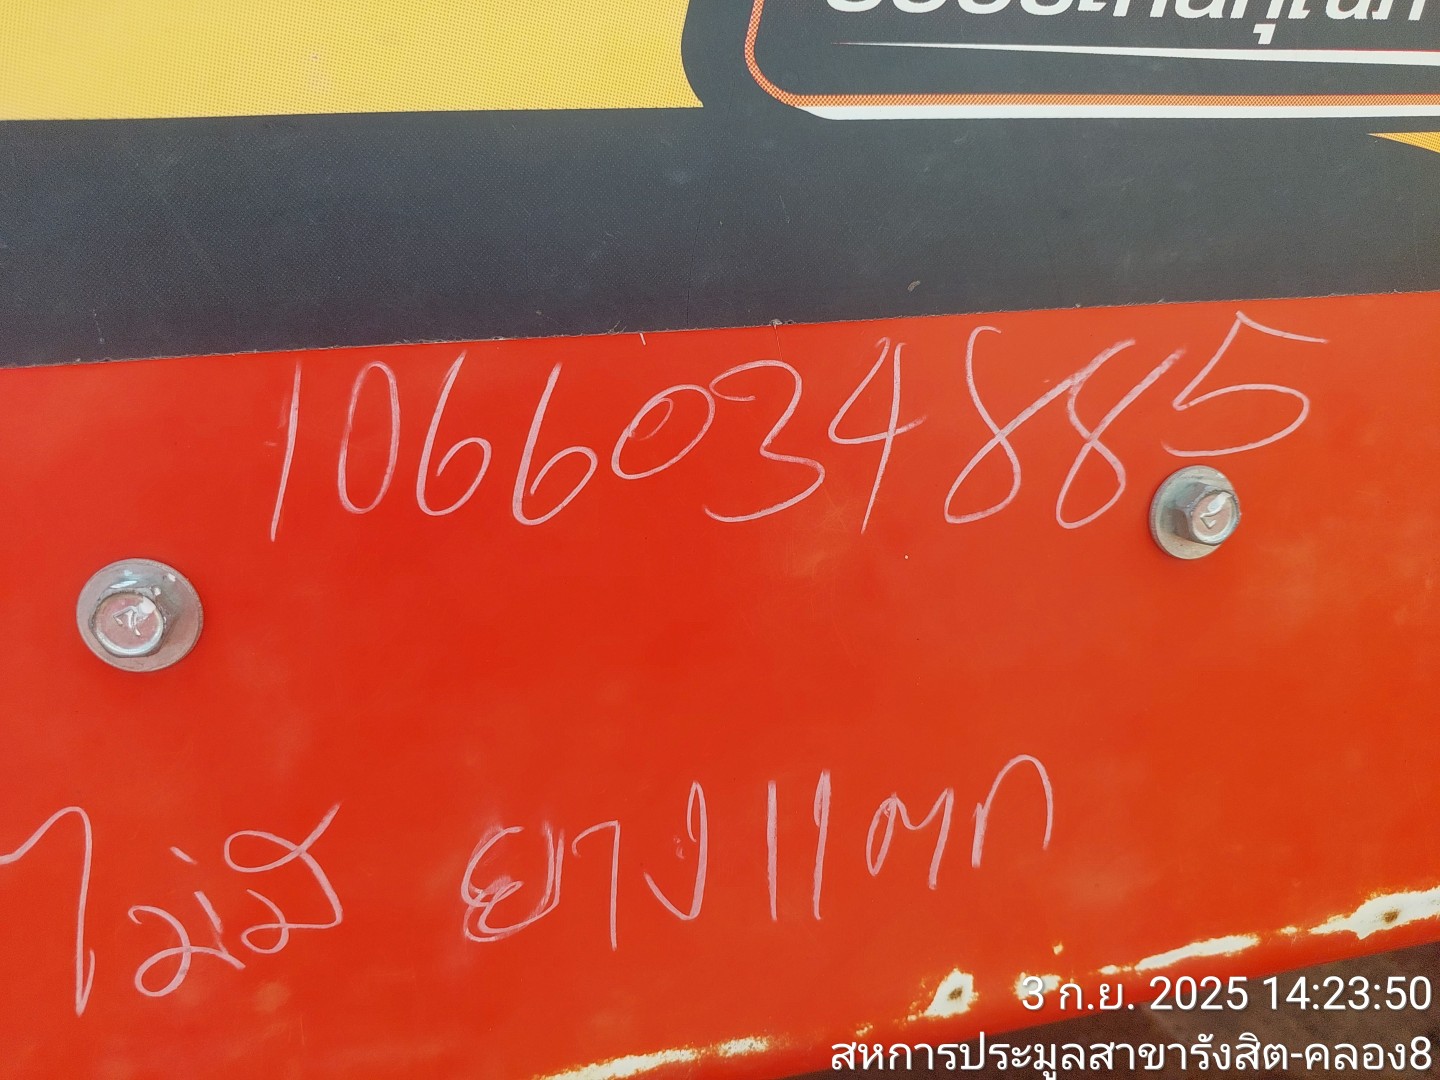 1066034885
ไม่มี ยางแตก
3 ก.ย. 2025 14:23:50
สหการประมูลสาขารังสิต-คลอง8